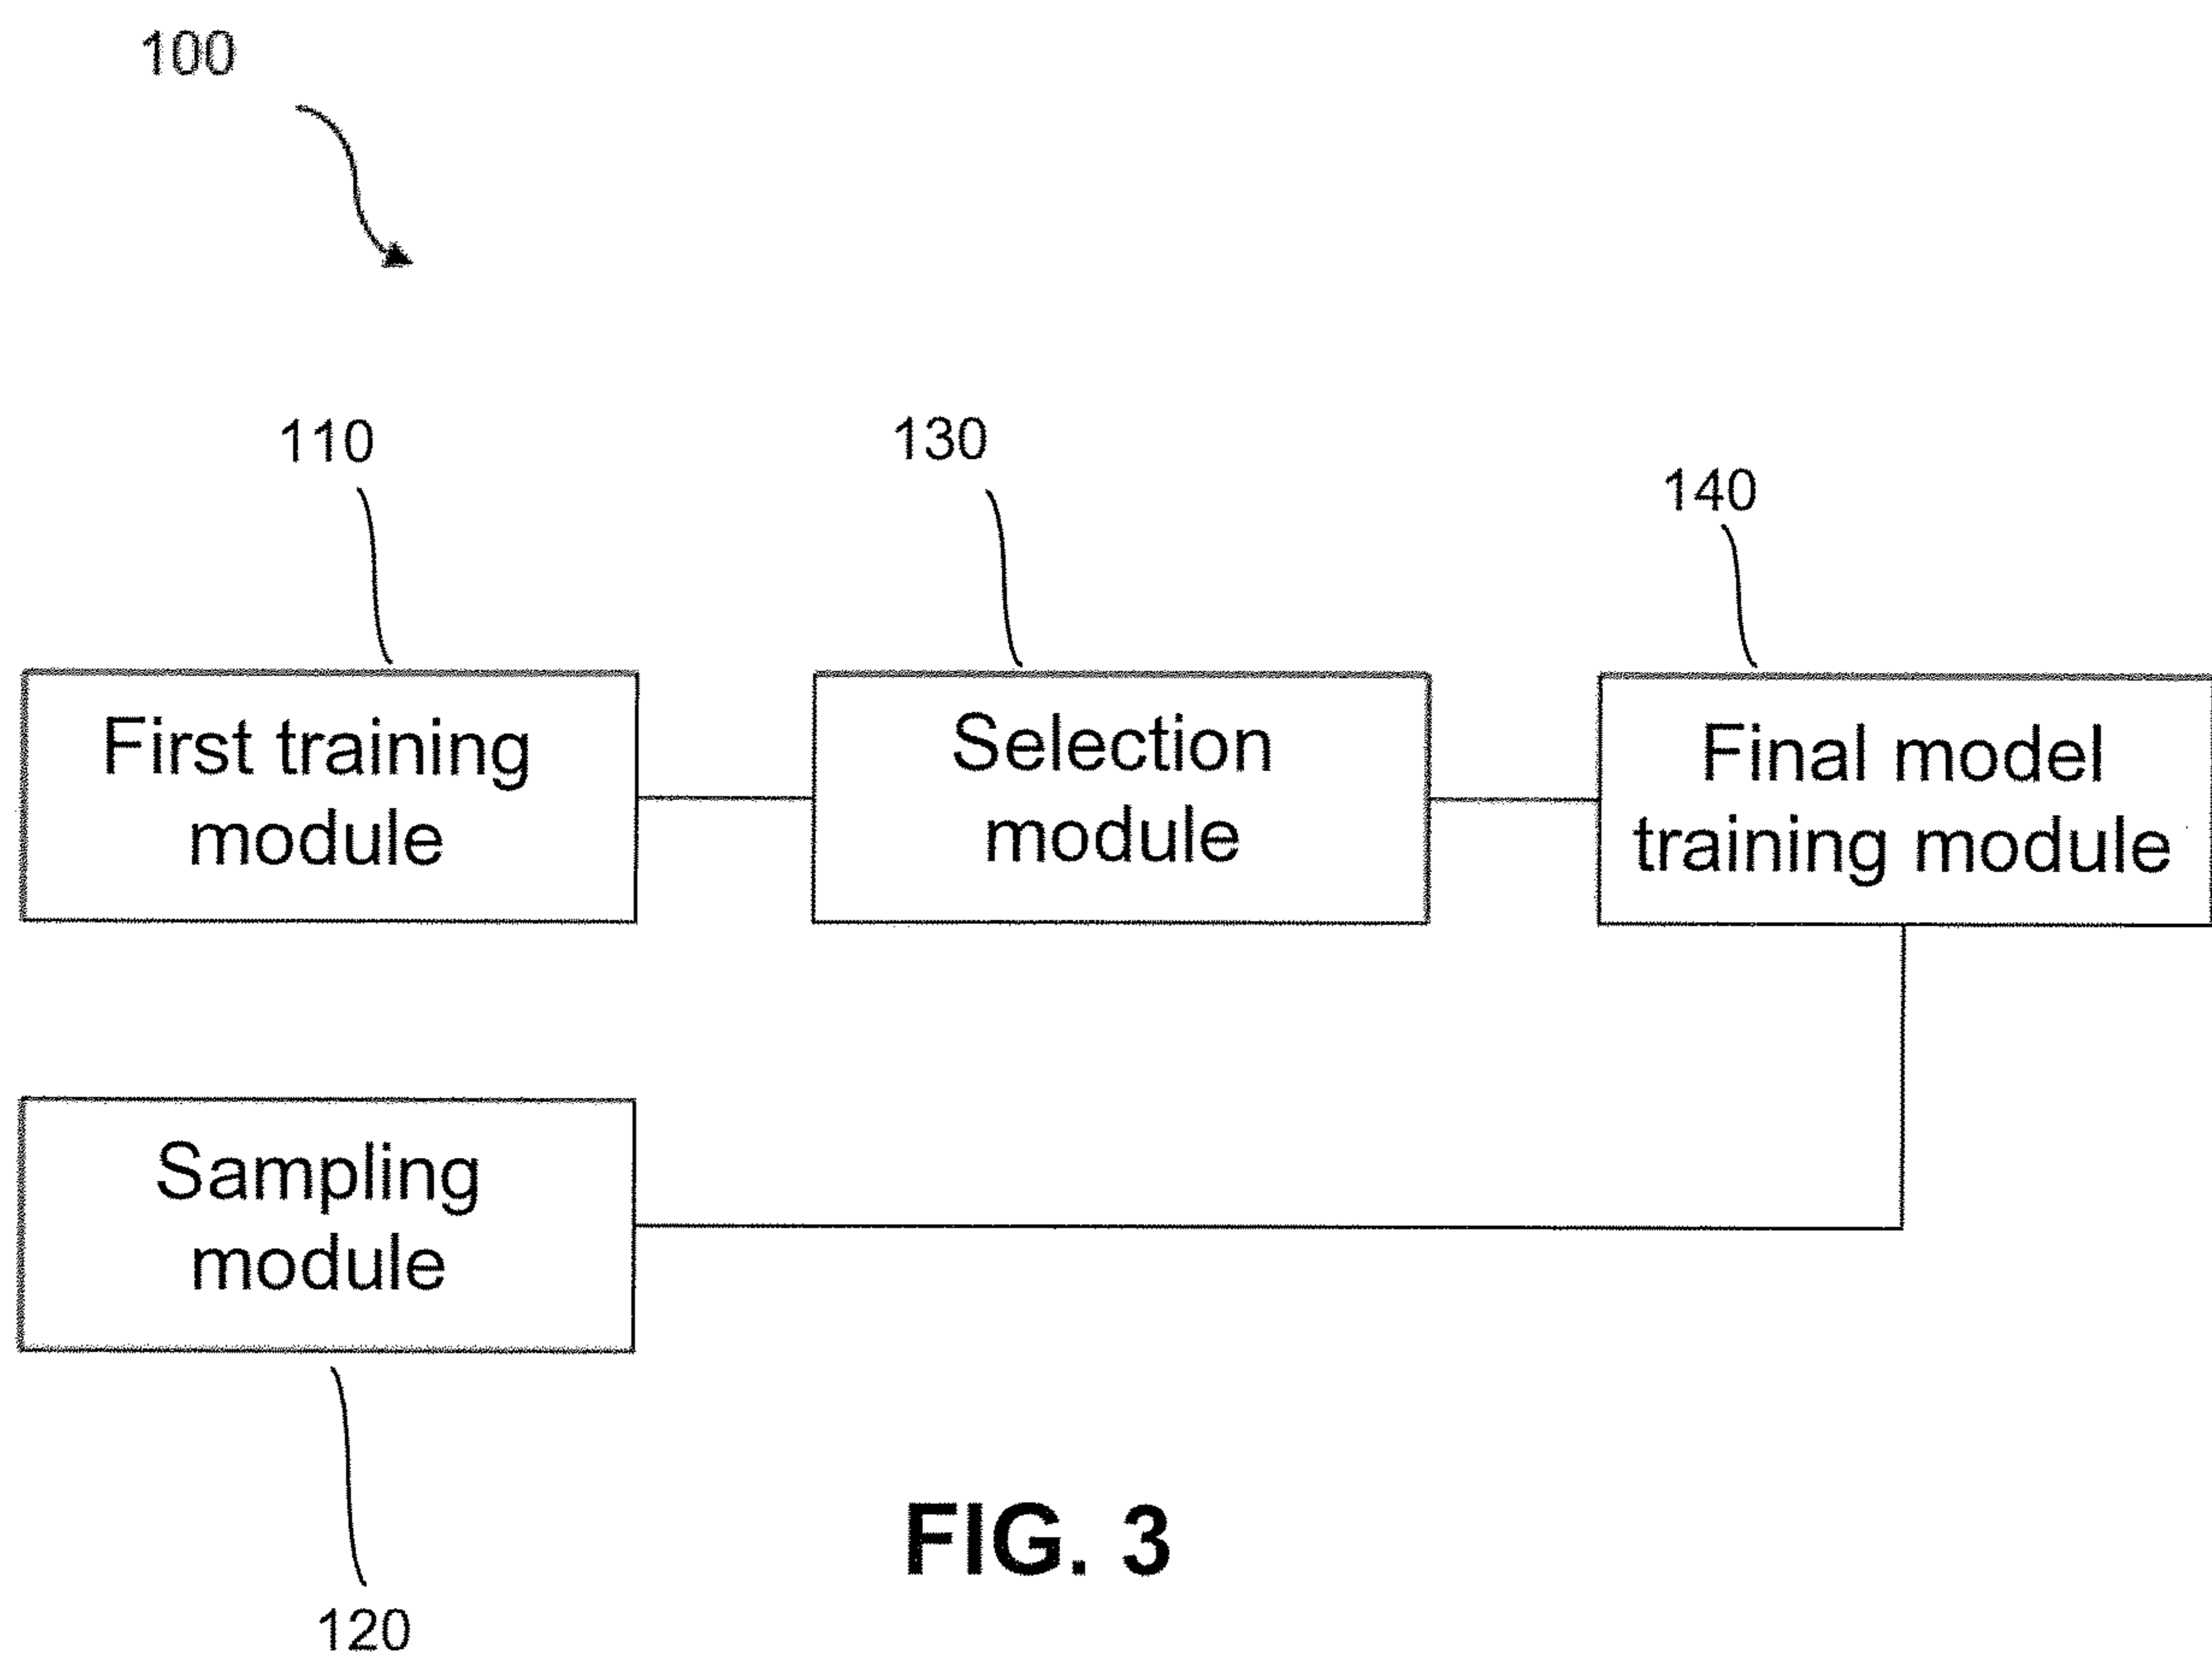 100
110
130
140
First training
module
Selection
module
Final model
training module
Sampling
module
120
FIG. 3